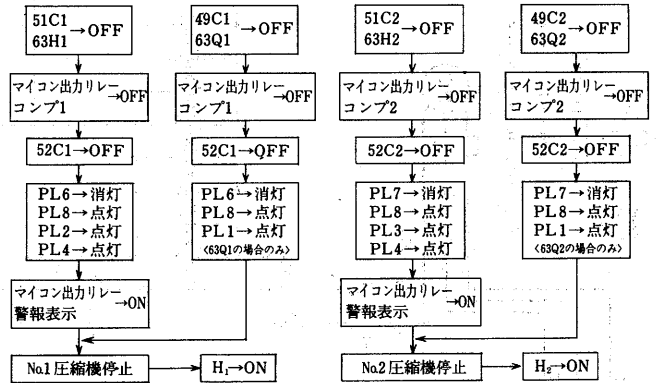 51C1
63H1 →OFF
マイコン出力リレー
コンプ1 →OFF
52C1→OFF
PL6→消灯
PL8→点灯
PL2→点灯
PL4→点灯
マイコン出力リレー
警報表示 →ON
No.1圧縮機停止
H₁→ON
49C1
63Q1 →OFF
マイコン出力リレー
コンプ1 →OFF
52C1→OFF
PL6→消灯
PL8→点灯
PL1→点灯
〈63Q1の場合のみ〉
51C2
63H2 →OFF
マイコン出力リレー
コンプ2 →OFF
52C2→OFF
PL7→消灯
PL8→点灯
PL3→点灯
PL4→点灯
マイコン出力リレー
警報表示 →ON
No.2圧縮機停止
H₂→ON
49C2
63Q2 →OFF
マイコン出力リレー
コンプ2 →OFF
52C2→OFF
PL7→消灯
PL8→点灯
PL1→点灯
〈63Q2の場合のみ〉